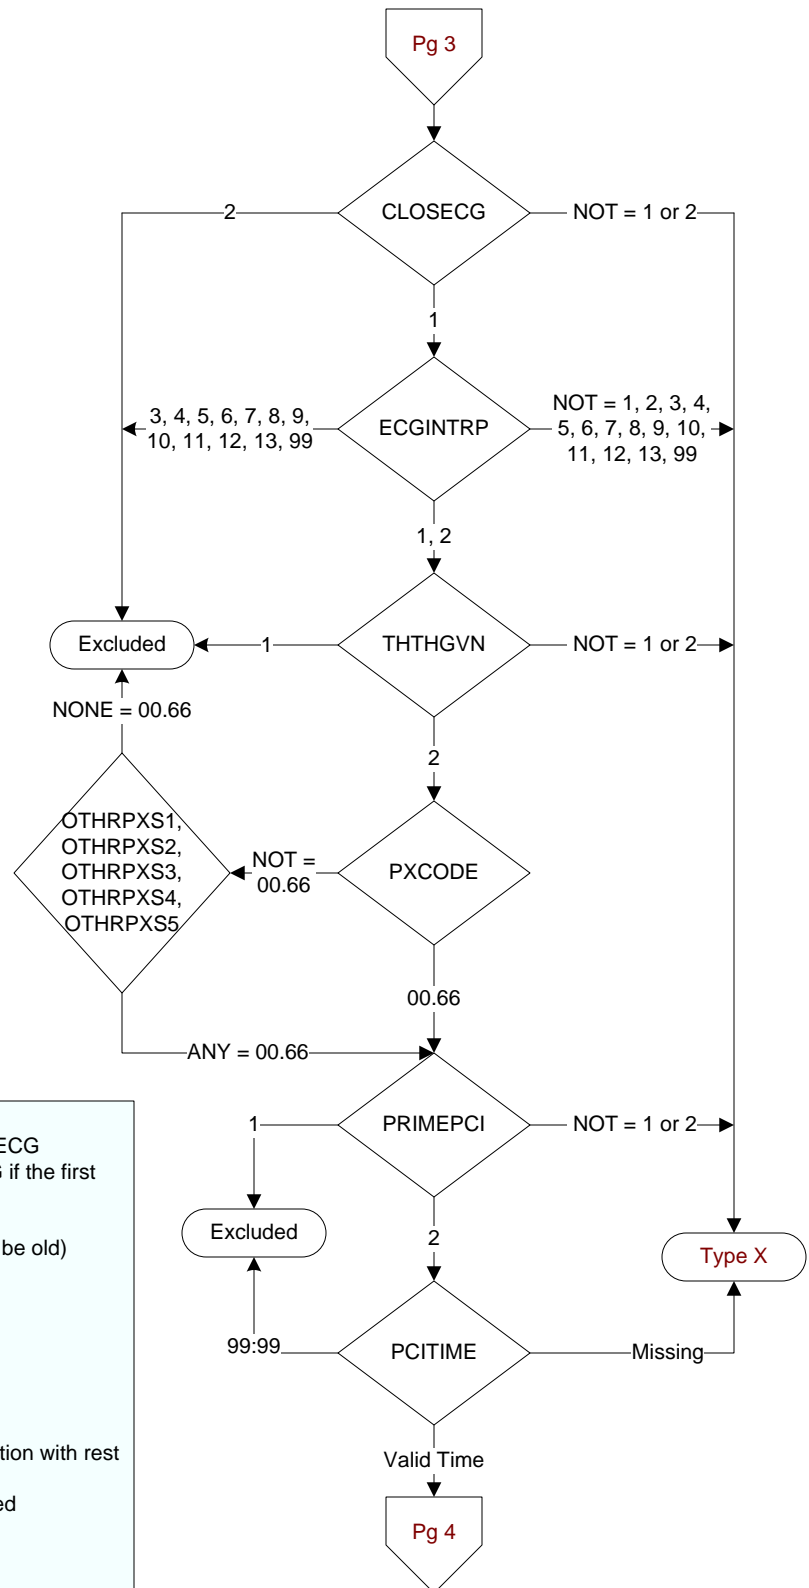 Pg 3
CLOSECG
2
NOT = 1 or 2
1
ECGINTRP
3, 4, 5, 6, 7, 8, 9,
10, 11, 12, 13, 99
NOT = 1, 2, 3, 4,
5, 6, 7, 8, 9, 10,
11, 12, 13, 99
1, 2
Excluded
1
THTHGVN
NOT = 1 or 2
NONE = 00.66
2
OTHRPXS1,
OTHRPXS2,
OTHRPXS3,
OTHRPXS4,
OTHRPXS5
NOT =
00.66
PXCODE
00.66
ANY = 00.66
1
PRIMEPCI
NOT = 1 or 2
Excluded
2
Type X
99:99
PCITIME
Missing
Valid Time
Pg 4
ECG
if the first
be old)
tion with rest
ed